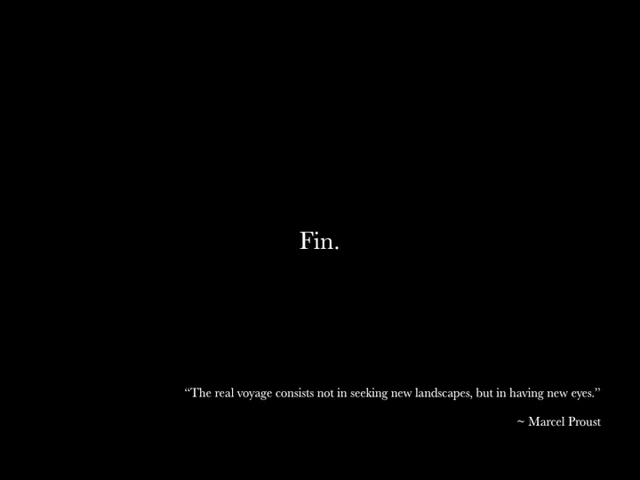 Fin.
“The real voyage consists not in seeking new landscapes, but in having new eyes.”
~ Marcel Proust